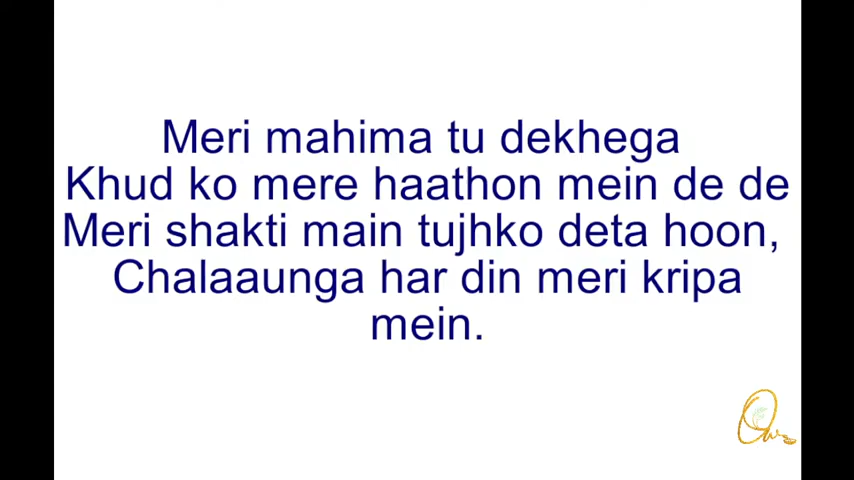 Meri mahima tu dekhega
Khud ko mere haathon mein de de
Meri shakti main tujhko deta hoon,
Chalaaunga har din meri kripa
mein.